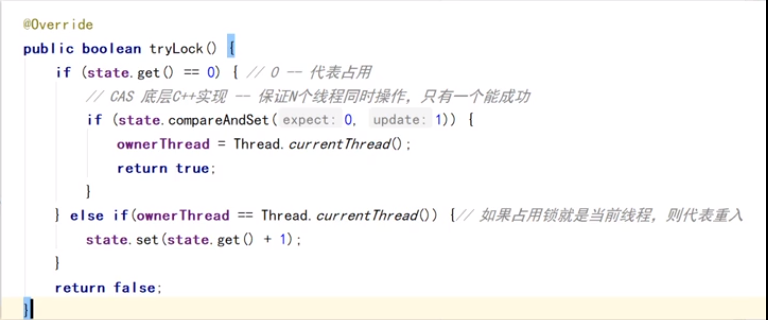 @Override
public boolean tryLock() {
if (state.get() == 0) { // 0 -- 代表占用
// CAS 底层C++实现 -- 保证N个线程同时操作，只有一个能成功
if (state.compareAndSet( expect: 0,  update: 1)) {
ownerThread = Thread.currentThread();
return true;
}
} else if(ownerThread == Thread.currentThread()) {// 如果占用锁就是当前线程，则代表重入
state.set(state.get() + 1);
}
return false;
}